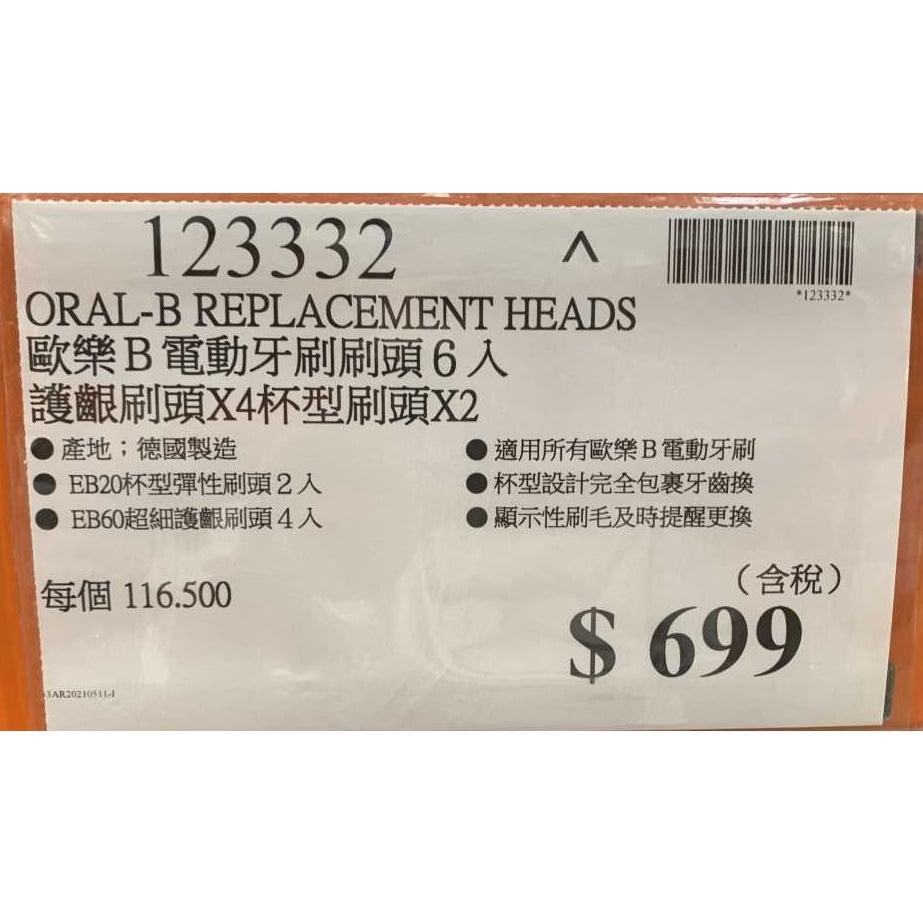 123332
^
*123332*
ORAL-B REPLACEMENT HEADS
歐樂B電動牙刷刷頭6入
護齦刷頭X4杯型刷頭X2
● 產地；德國製造
● EB20杯型彈性刷頭2入
● EB60超細護齦刷頭4入
● 適用所有歐樂B電動牙刷
● 杯型設計完全包裹牙齒換
● 顯示性刷毛及時提醒更換
每個 116.500
（含稅）
$ 699